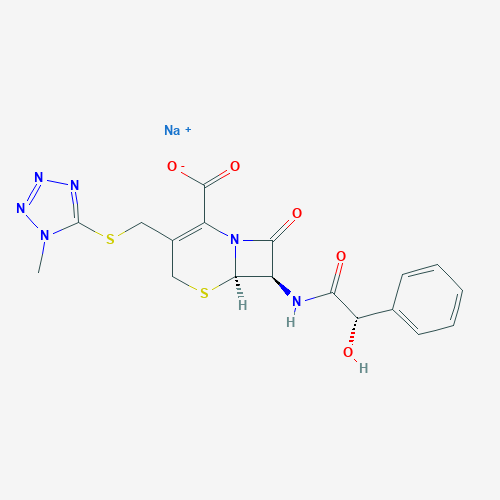 Na +
O - O
N N O
N N S N O
N S H N
H O
H